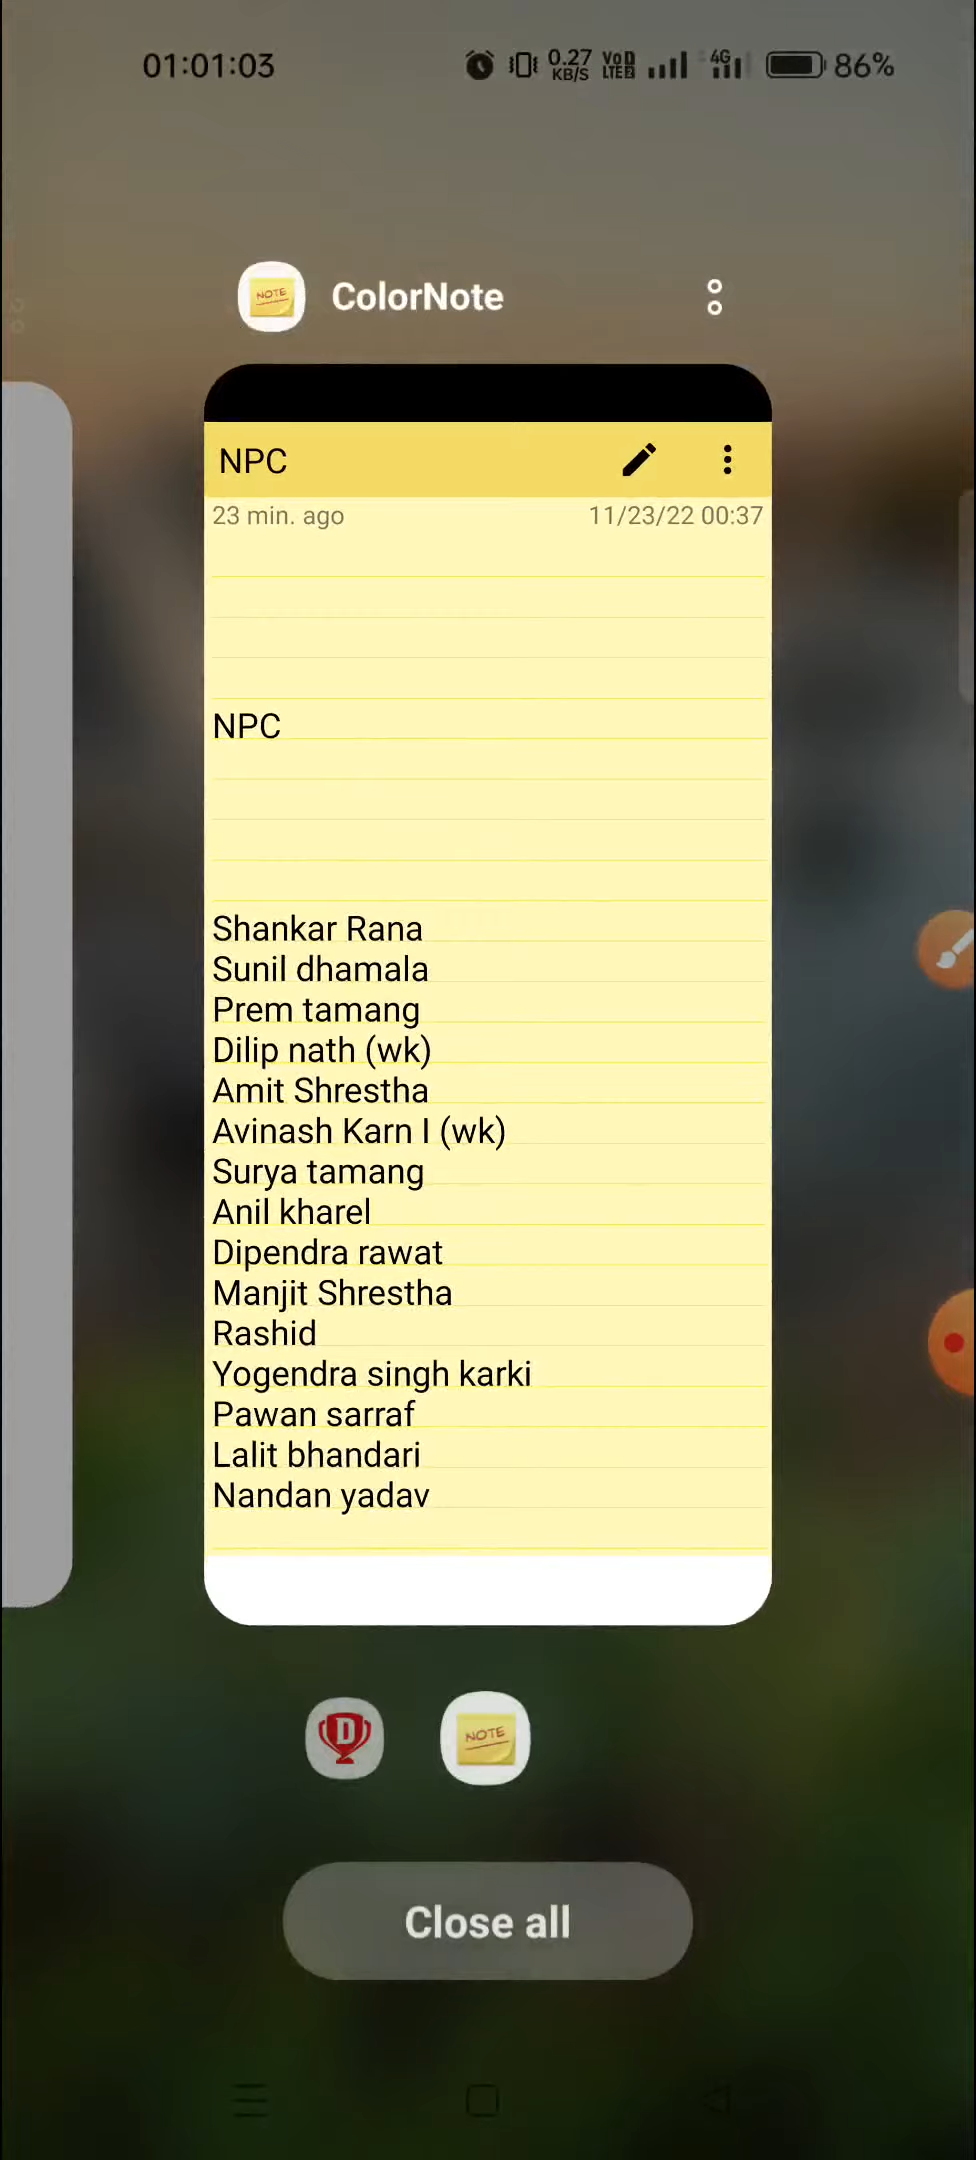 01:01:03
0.27 KB/S
VoD LTE2
4G
86%
NOTE
ColorNote
NPC
23 min. ago
11/23/22 00:37
NPC
Shankar Rana
Sunil dhamala
Prem tamang
Dilip nath (wk)
Amit Shrestha
Avinash Karn I (wk)
Surya tamang
Anil kharel
Dipendra rawat
Manjit Shrestha
Rashid
Yogendra singh karki
Pawan sarraf
Lalit bhandari
Nandan yadav
D
NOTE
Close all